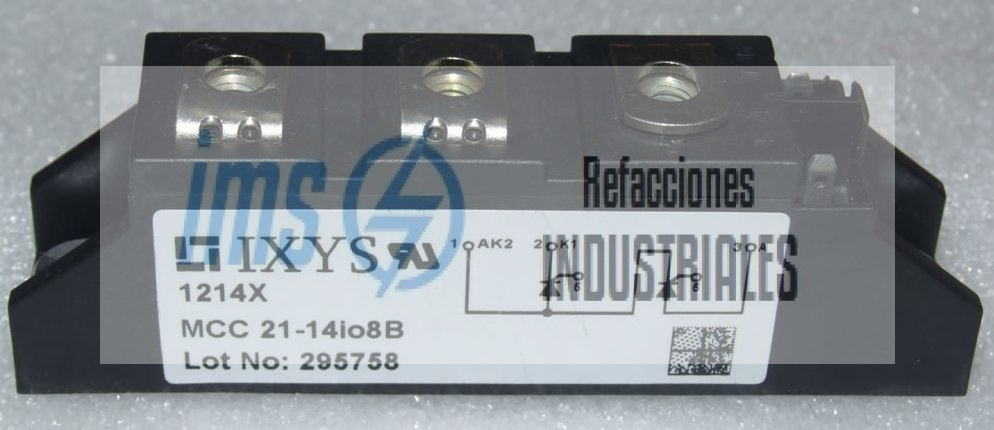 ims
Refacciones
INDUSTRIALES
IXYS
1 AK2 2 K1 3 A
1214X
MCC 21-14io8B
Lot No: 295758